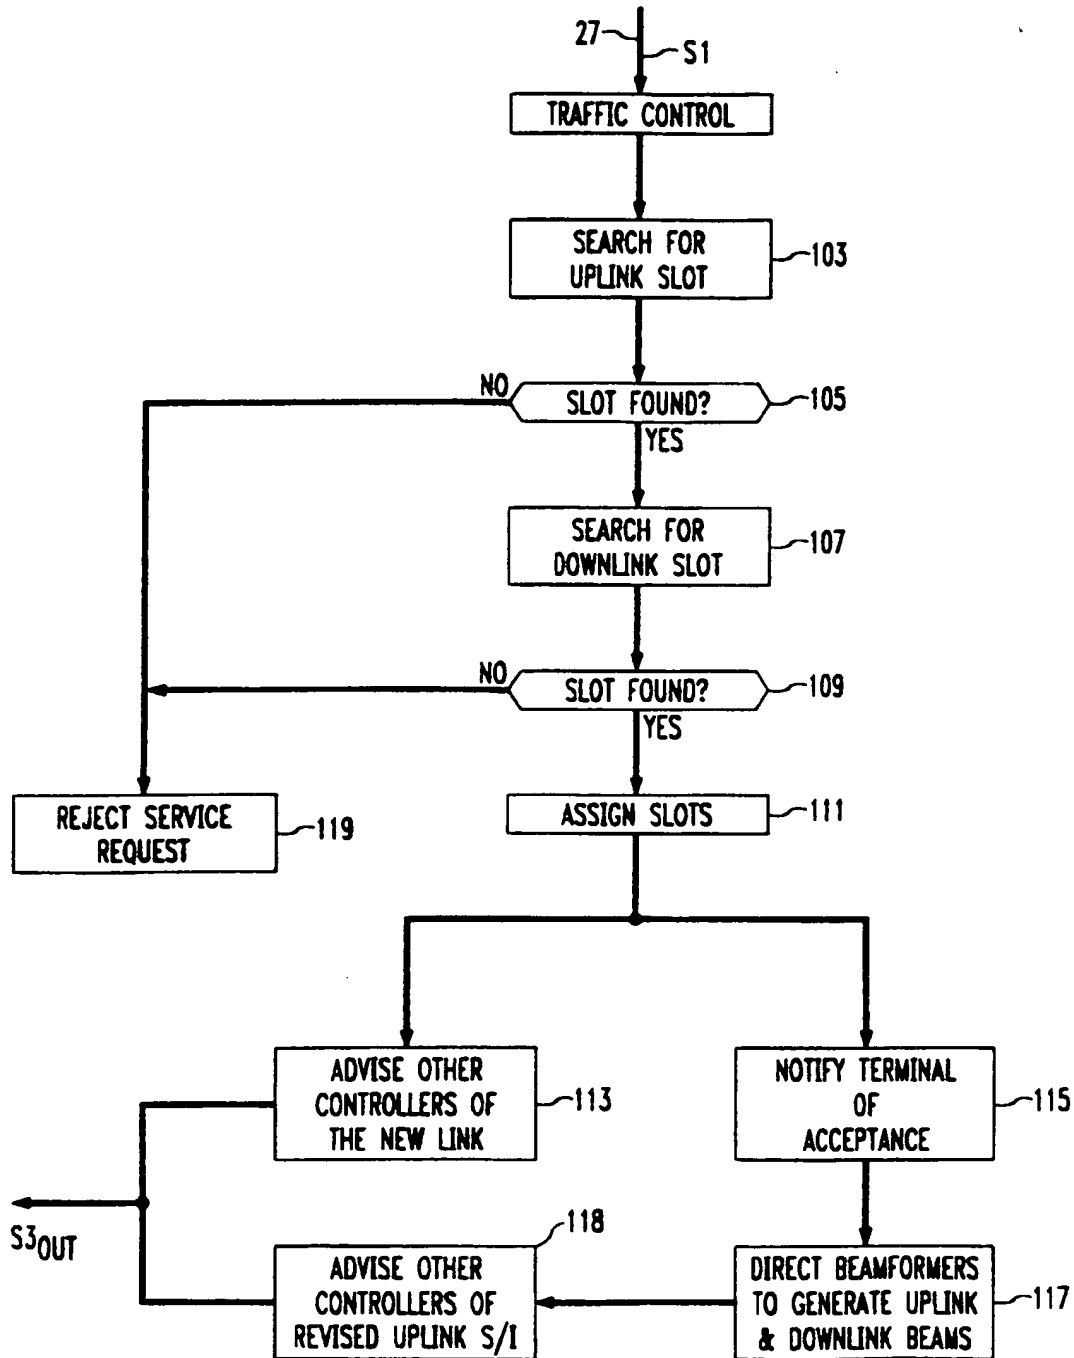 27
S1
TRAFFIC CONTROL
SEARCH FOR
UPLINK SLOT
103
NO
SLOT FOUND?
105
YES
SEARCH FOR
DOWNLINK SLOT
107
NO
SLOT FOUND?
109
YES
REJECT SERVICE
REQUEST
119
ASSIGN SLOTS
111
ADVISE OTHER
CONTROLLERS OF
THE NEW LINK
113
NOTIFY TERMINAL
OF
ACCEPTANCE
115
S3OUT
118
ADVISE OTHER
CONTROLLERS OF
REVISED UPLINK S/I
DIRECT BEAMFORMERS
TO GENERATE UPLINK
& DOWNLINK BEAMS
117